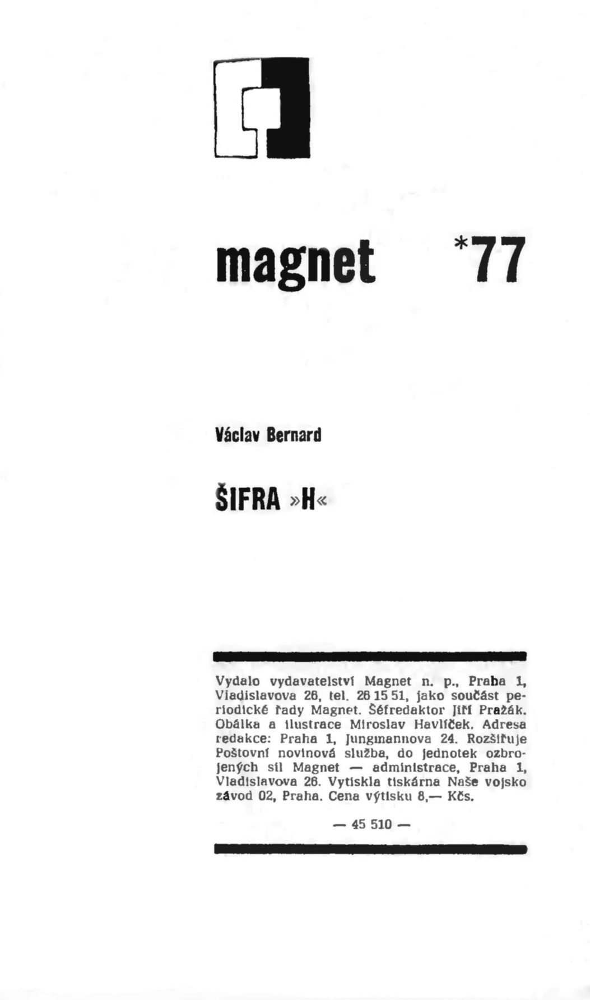 magnet *77
Václav Bernard
ŠIFRA »H«
Vydalo vydavatelství Magnet n. p., Praha 1,
Vladislavova 26, tel. 26 15 51, jako součást pe-
riodické řady Magnet. Šéfredaktor Jiří Pražák.
Obálka a ilustrace Miroslav Havlíček. Adresa
redakce: Praha 1, Jungmannova 24. Rozšiřuje
Poštovní novinová služba, do jednotek ozbro-
jených sil Magnet — administrace, Praha 1,
Vladislavova 26. Vytiskla tiskárna Naše vojsko
závod 02, Praha. Cena výtisku 8,— Kčs.
— 45 510 —